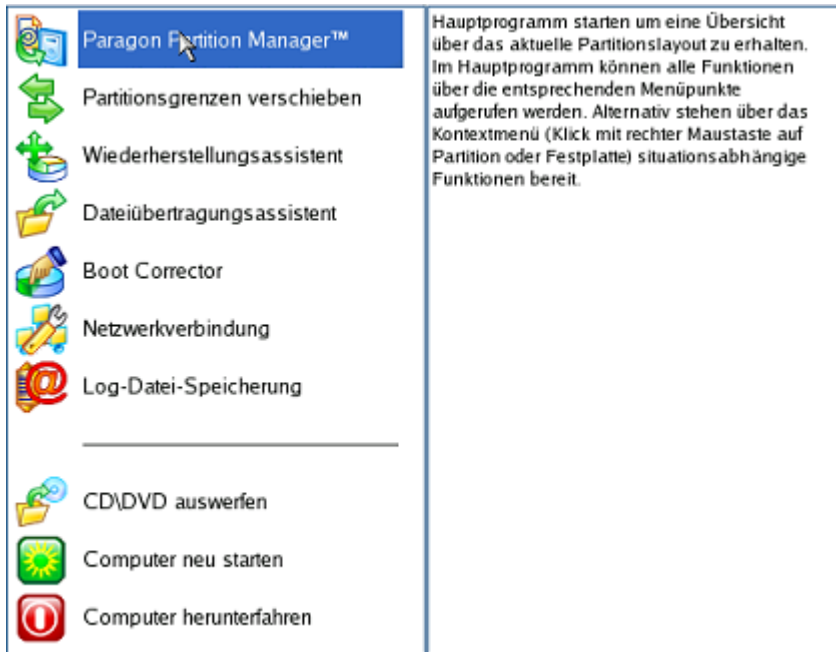 Paragon Partition Manager™
Partitionsgrenzen verschieben
Wiederherstellungsassistent
Dateiübertragungsassistent
Boot Corrector
Netzwerkverbindung
Log-Datei-Speicherung
CD\DVD auswerfen
Computer neu starten
Computer herunterfahren
Hauptprogramm starten um eine Übersicht
über das aktuelle Partitionslayout zu erhalten.
Im Hauptprogramm können alle Funktionen
über die entsprechenden Menüpunkte
aufgerufen werden. Alternativ stehen über das
Kontextmenü (Klick mit rechter Maustaste auf
Partition oder Festplatte) situationsabhängige
Funktionen bereit.